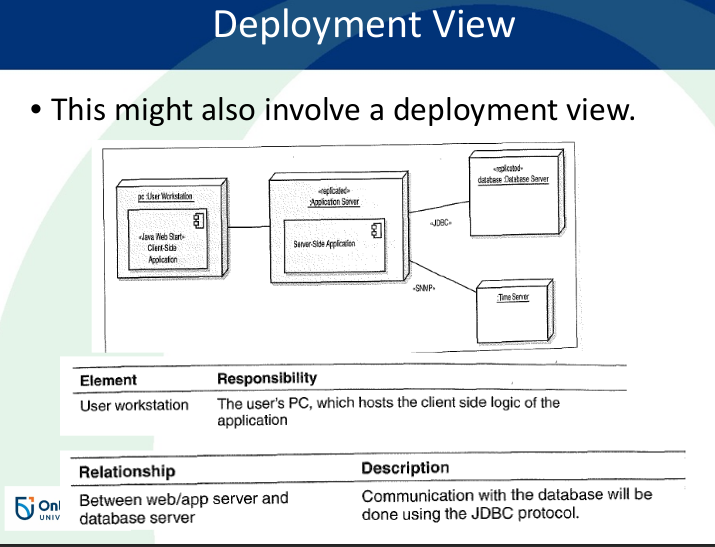 Deployment View
• This might also involve a deployment view.
«replicated»
database :Database Server
pc :User Workstation
«replicated»
:Application Server
«JDBC»
«Java Web Start»
Client-Side
Application
Server-Side Application
«SNMP»
:Time Server
Element Responsibility
User workstation The user's PC, which hosts the client side logic of the
application
Relationship Description
Between web/app server and Communication with the database will be
database server done using the JDBC protocol.
Onl
UNIV